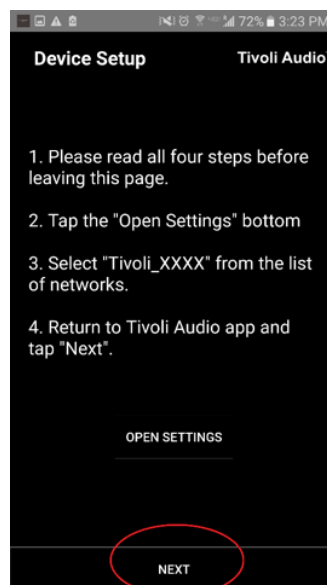 72% 3:23 PM
Device Setup Tivoli Audio
1. Please read all four steps before
leaving this page.
2. Tap the "Open Settings" bottom
3. Select "Tivoli_XXXX" from the list
of networks.
4. Return to Tivoli Audio app and
tap "Next".
OPEN SETTINGS
NEXT